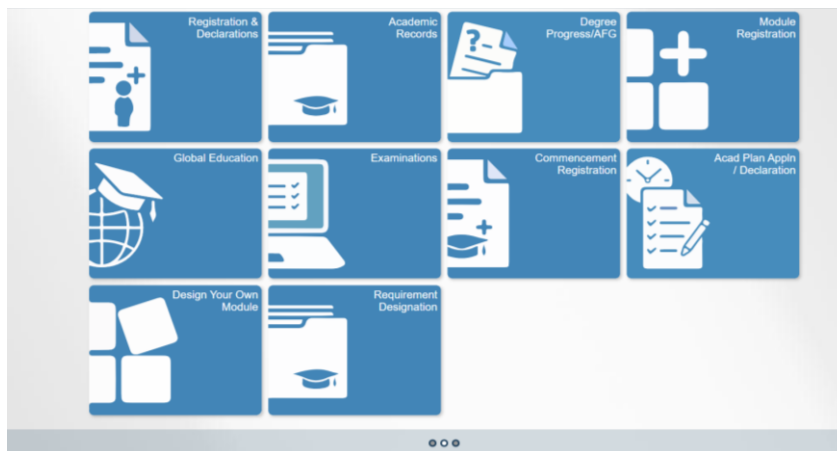 Registration &
Declarations
Academic
Records
Degree
Progress/AFG
Module
Registration
Global Education
Examinations
Commencement
Registration
Acad Plan Appln
/ Declaration
Design Your Own
Module
Requirement
Designation